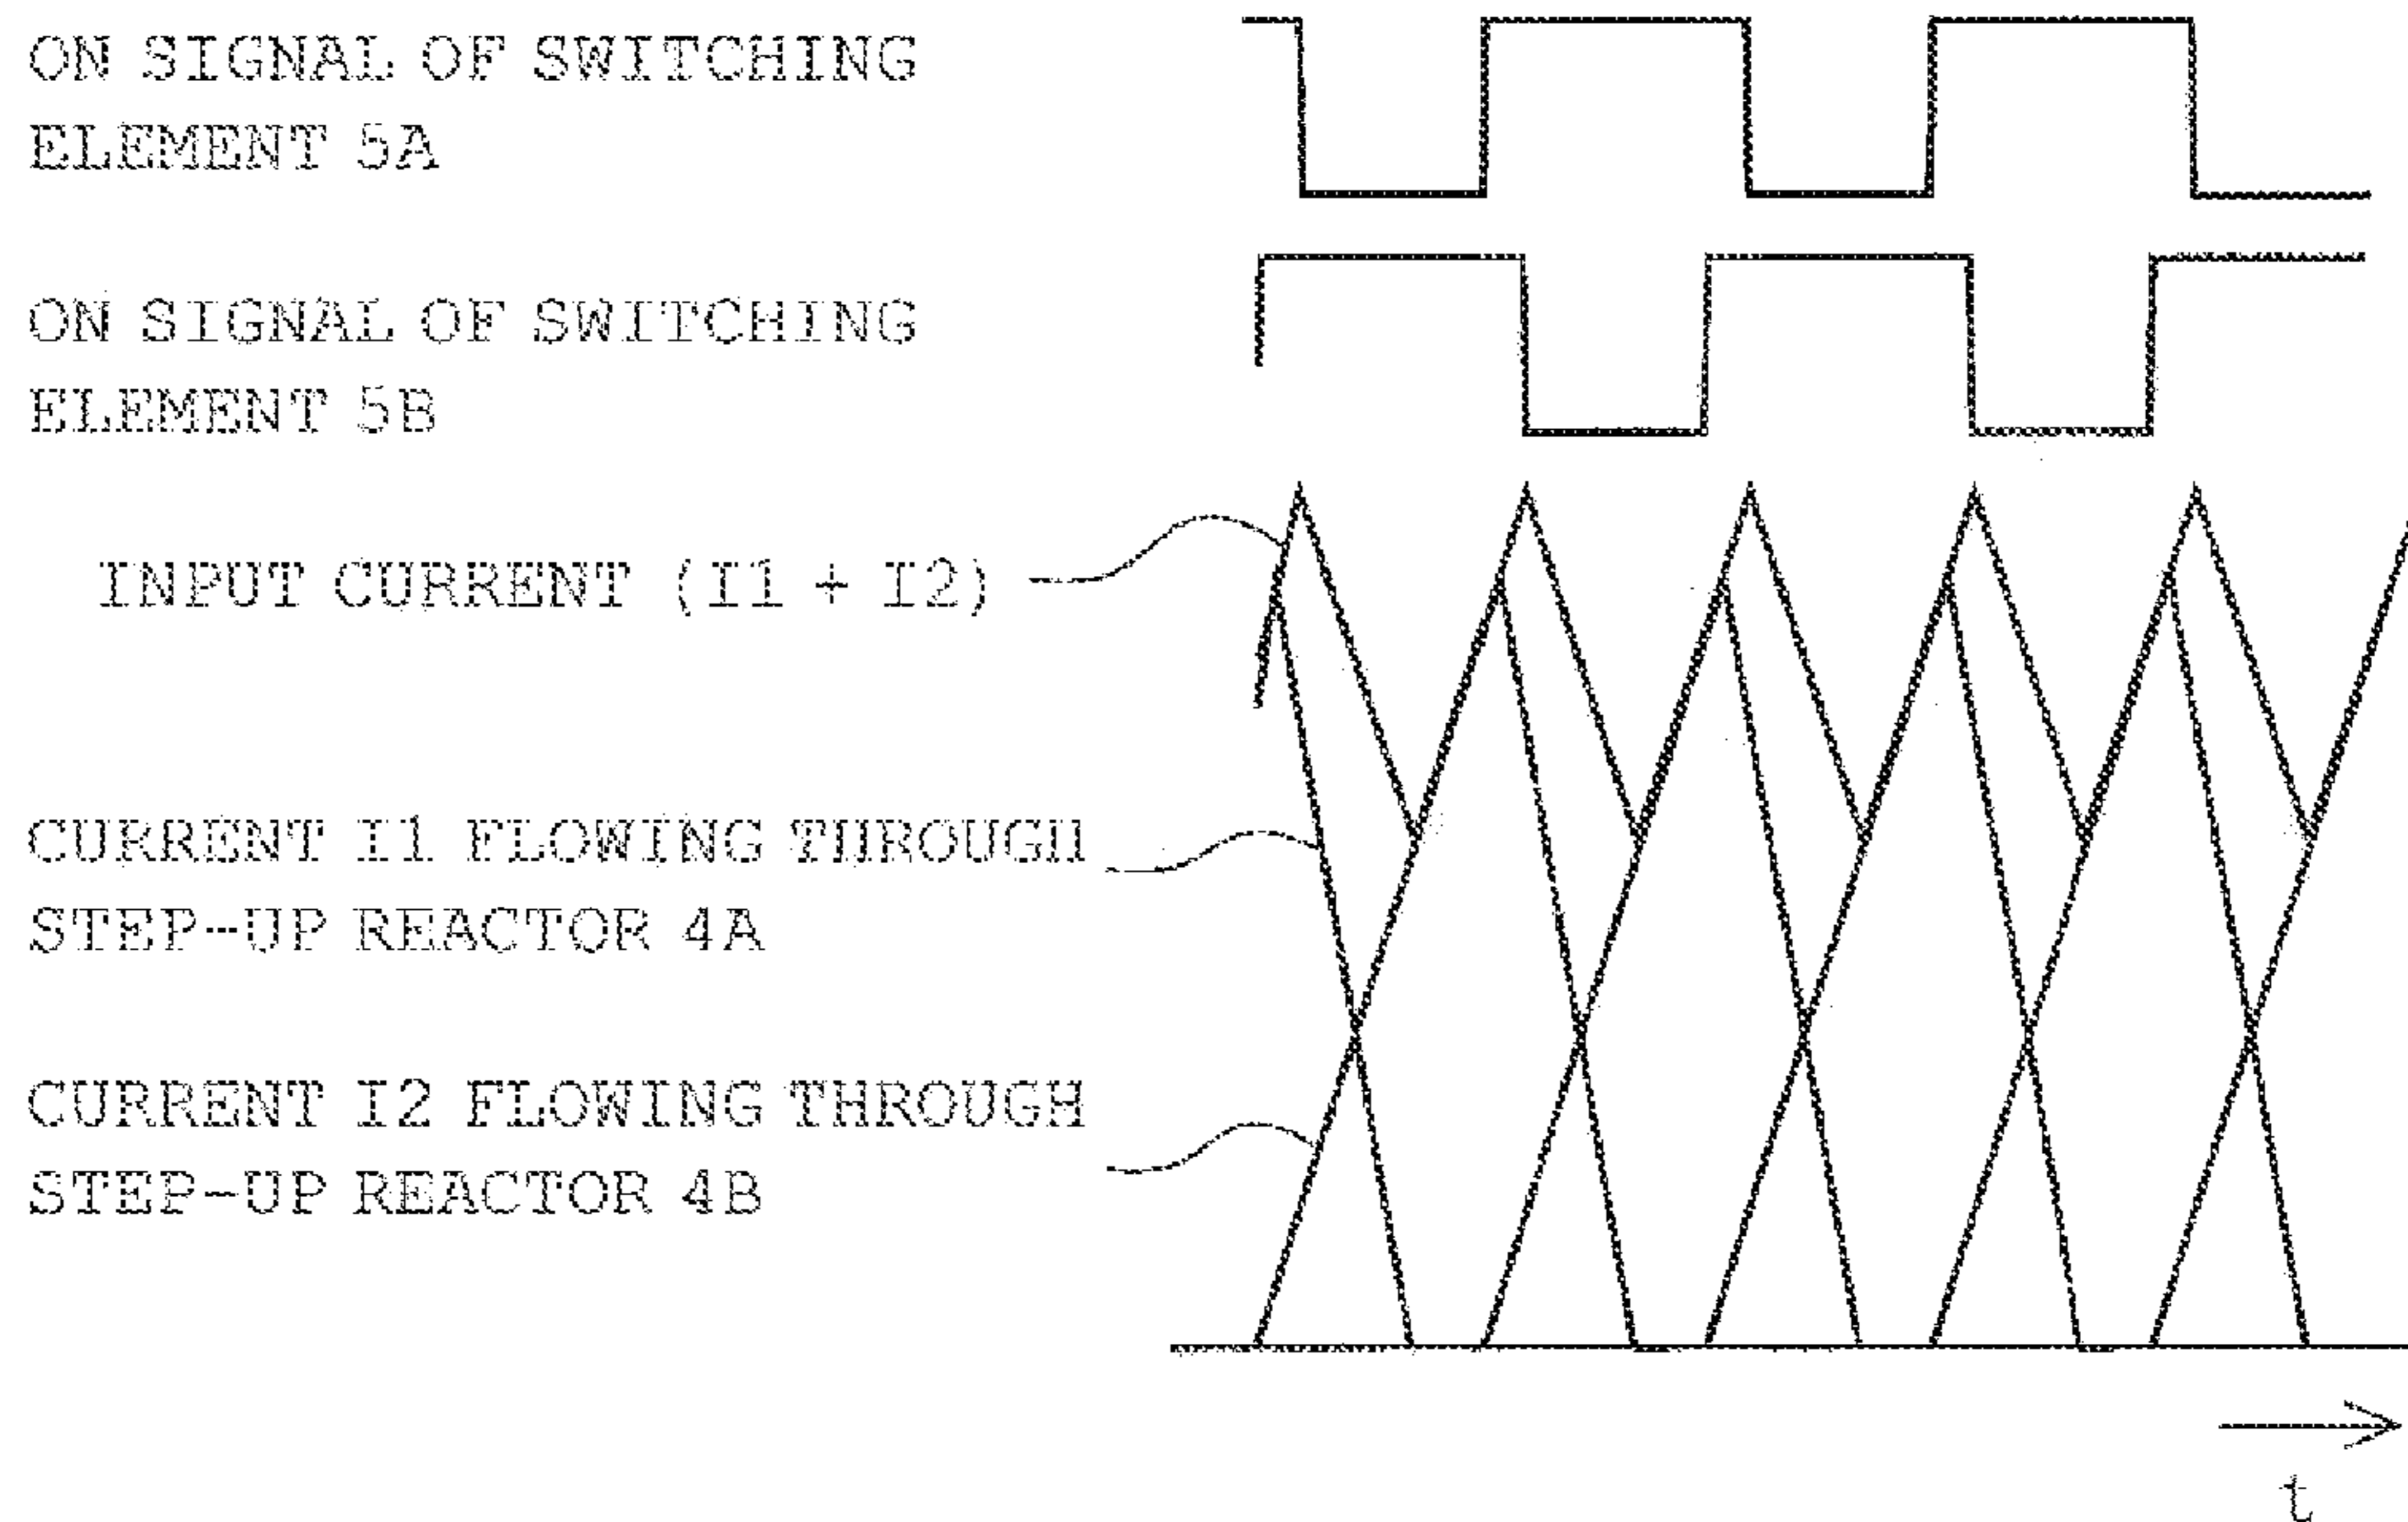 ON SIGNAL OF SWITCHING
ELEMENT 5A
ON SIGNAL OF SWITCHING
ELEMENT 5B
INPUT CURRENT (I1 + I2)
CURRENT I1 FLOWING THROUGH
STEP-UP REACTOR 4A
CURRENT I2 FLOWING THROUGH
STEP-UP REACTOR 4B
t